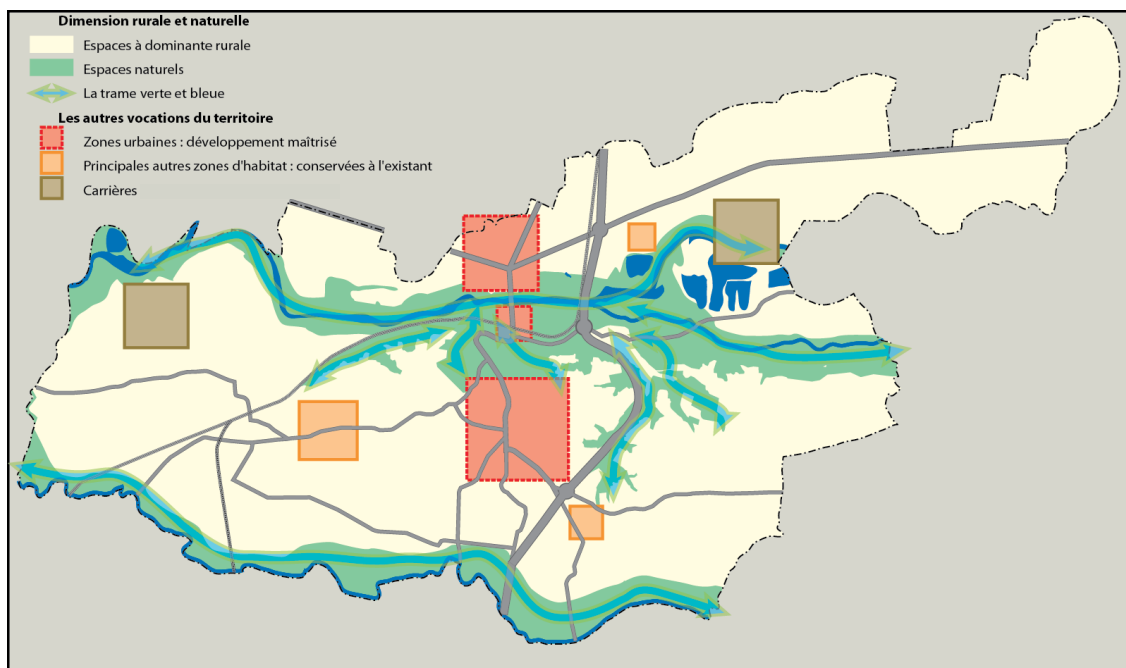 Dimension rurale et naturelle
Espaces à dominante rurale
Espaces naturels
La trame verte et bleue
Les autres vocations du territoire
Zones urbaines : développement maîtrisé
Principales autres zones d'habitat : conservées à l'existant
Carrières